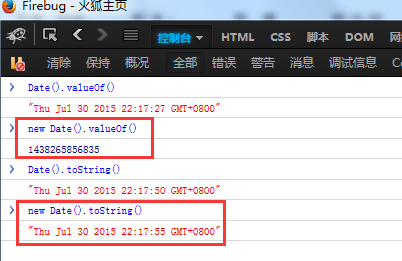 Firebug - 火狐主页
控制台 HTML CSS 脚本 DOM 网络
清除 保持 概况 全部 错误 警告 消息 调试信息 Co
Date().valueOf()
"Thu Jul 30 2015 22:17:27 GMT+0800"
new Date().valueOf()
1438265856835
Date().toString()
"Thu Jul 30 2015 22:17:50 GMT+0800"
new Date().toString()
"Thu Jul 30 2015 22:17:55 GMT+0800"